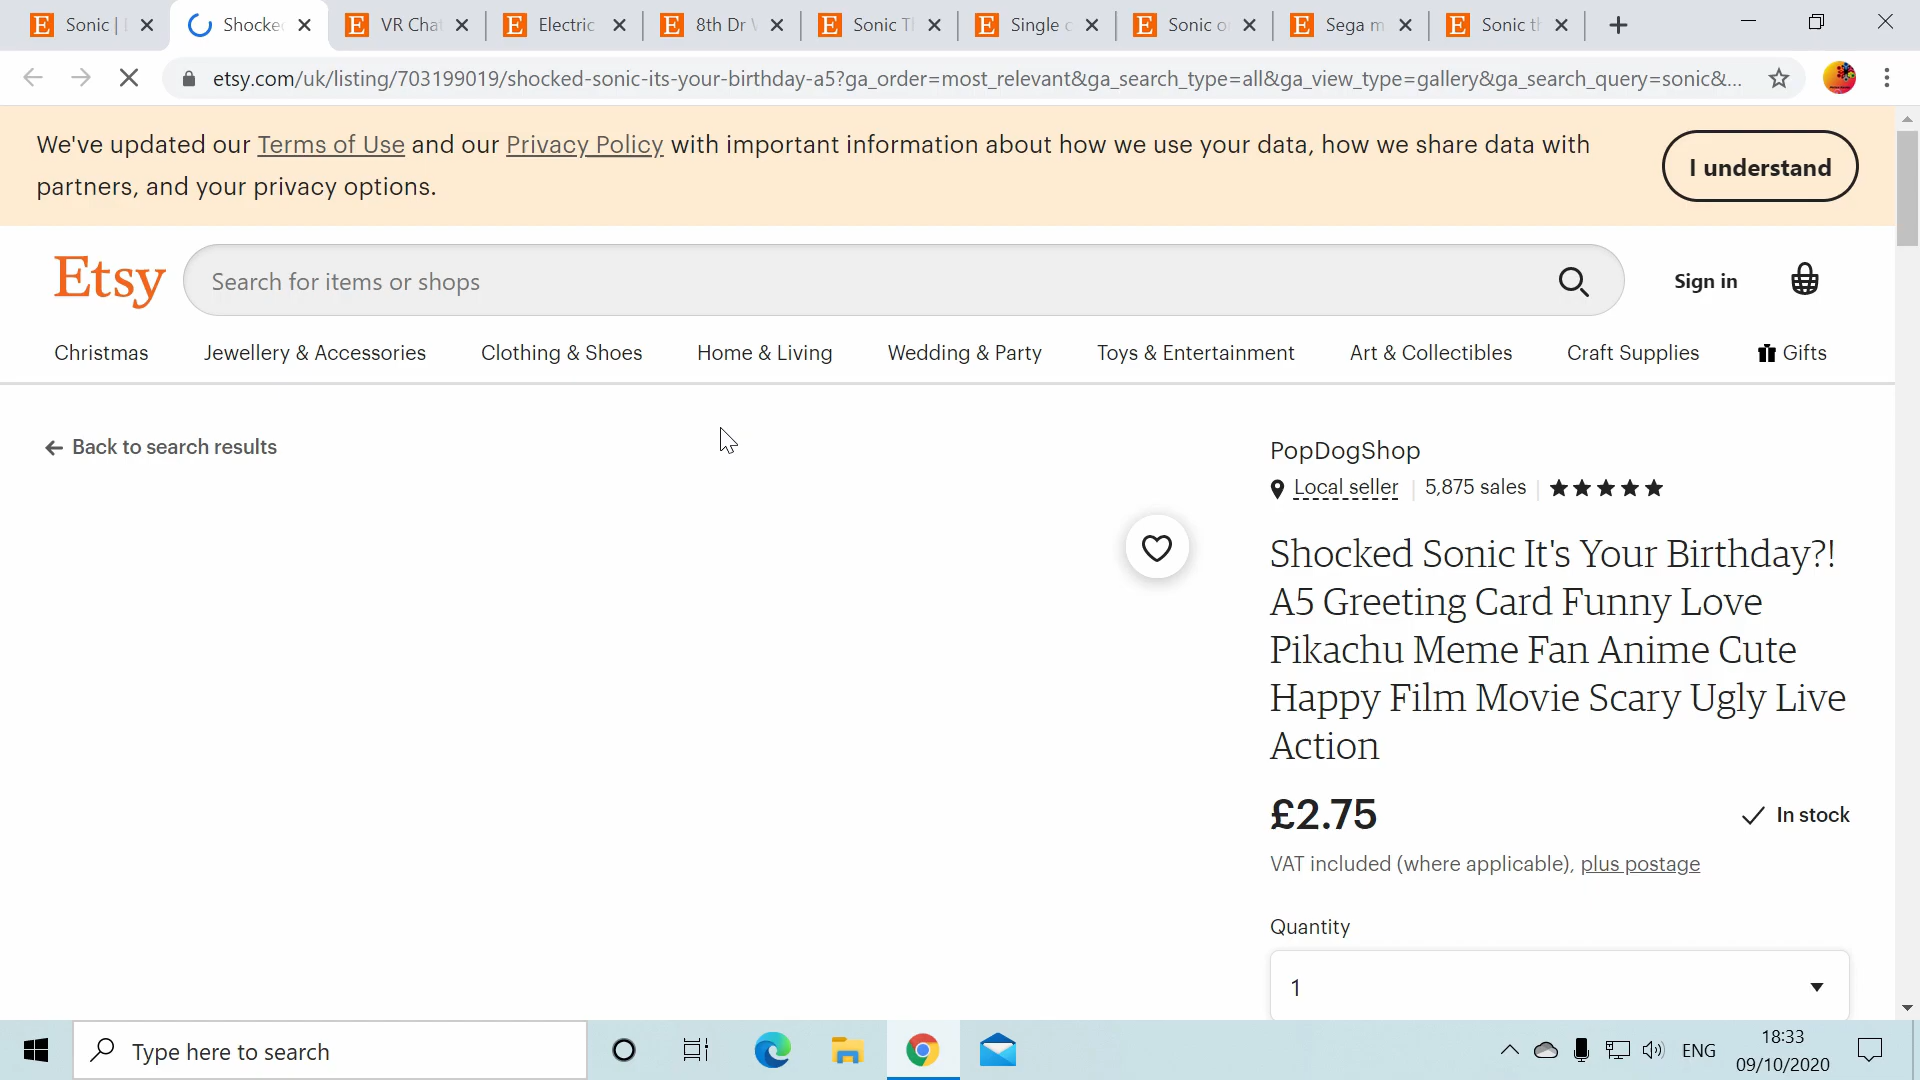 Sonic |
Shocked
VR Chat
Electric
8th Dr
Sonic Th
Single c
Sonic or
Sega m
Sonic th
etsy.com/uk/listing/703199019/shocked-sonic-its-your-birthday-a5?ga_order=most_relevant&ga_search_type=all&ga_view_type=gallery&ga_search_query=sonic&...
We've updated our Terms of Use and our Privacy Policy with important information about how we use your data, how we share data with
partners, and your privacy options.
I understand
Etsy
Search for items or shops
Sign in
Christmas
Jewellery & Accessories
Clothing & Shoes
Home & Living
Wedding & Party
Toys & Entertainment
Art & Collectibles
Craft Supplies
Gifts
Back to search results
PopDogShop
Local seller
5,875 sales
Shocked Sonic It's Your Birthday?!
A5 Greeting Card Funny Love
Pikachu Meme Fan Anime Cute
Happy Film Movie Scary Ugly Live
Action
£2.75
In stock
VAT included (where applicable), plus postage
Quantity
1
Type here to search
ENG
18:33
09/10/2020